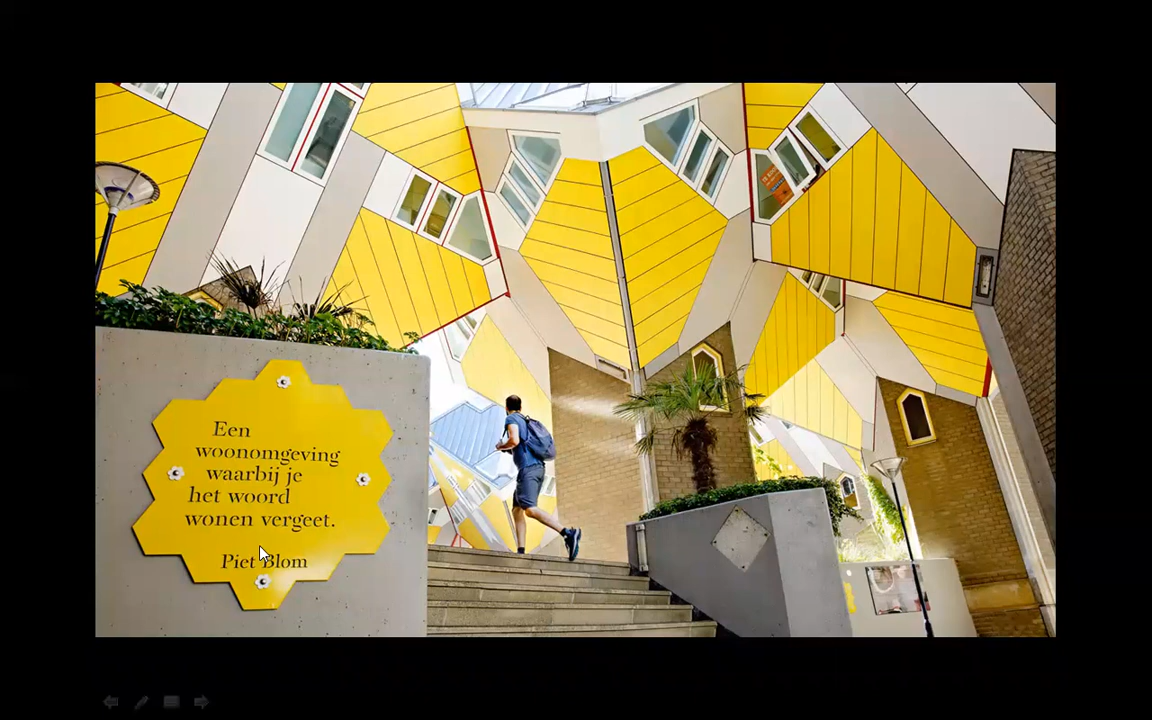 Een
woonomgeving
waarbij je
het woord
wonen vergeet.
Piet Blom